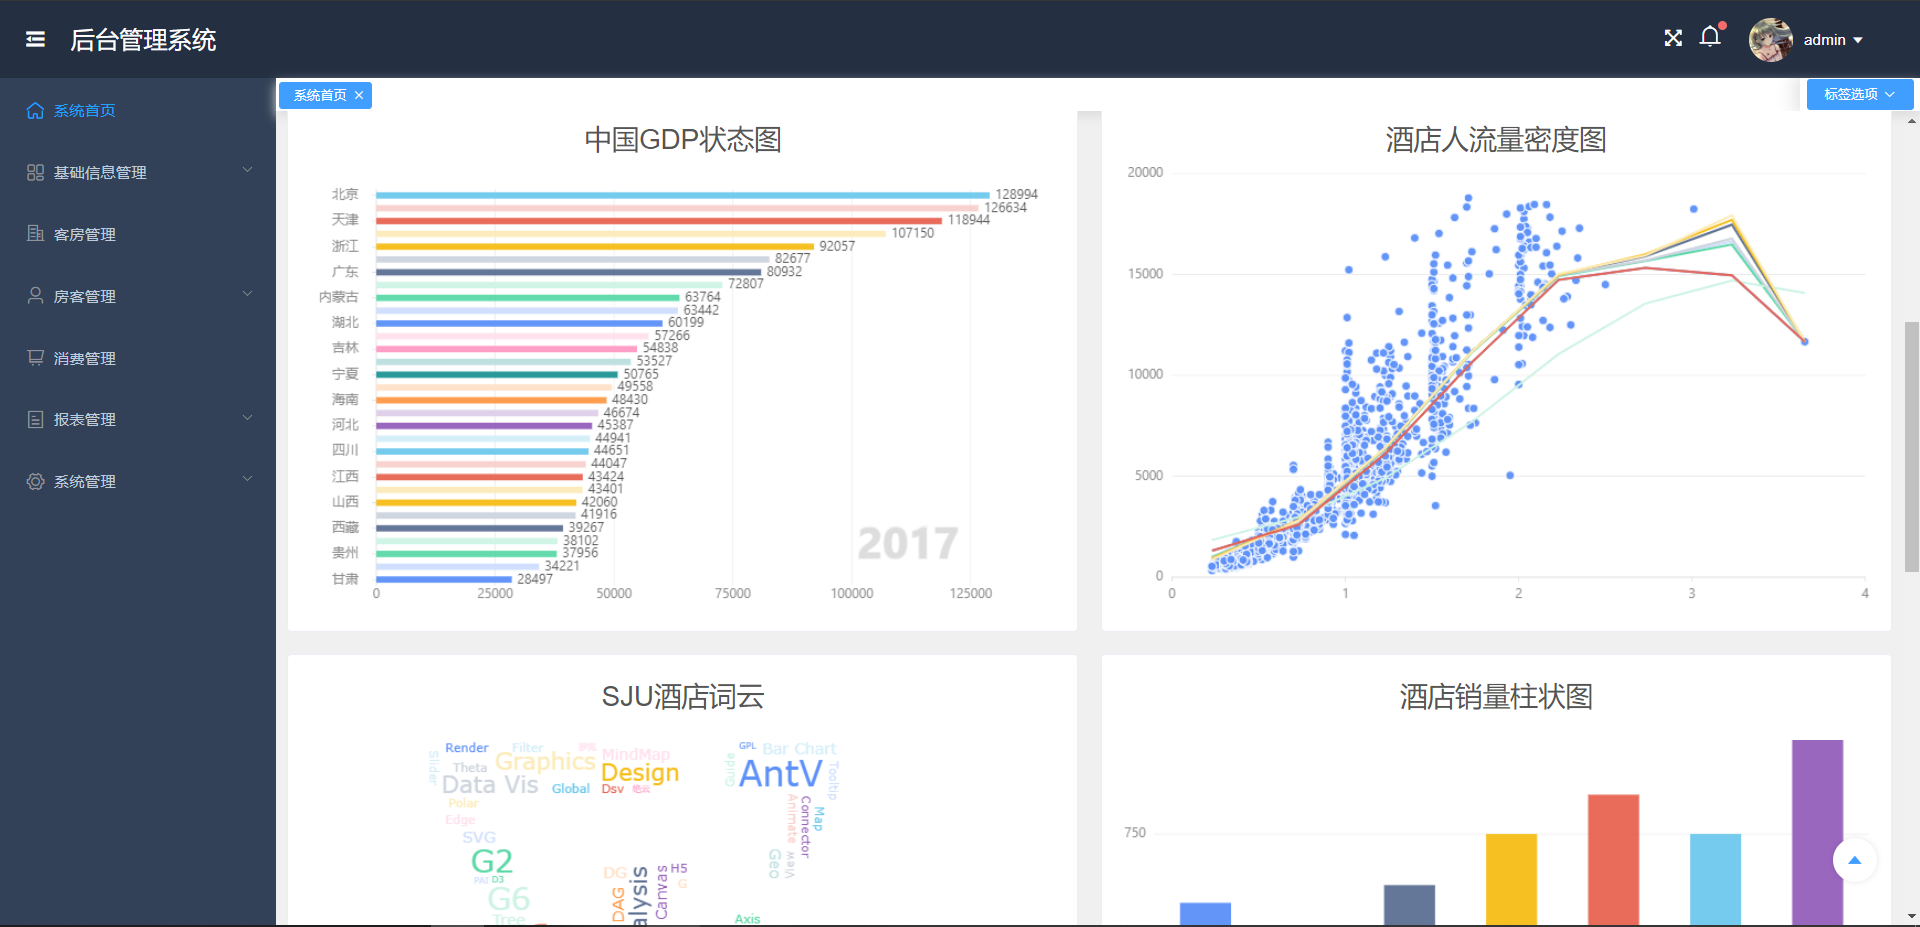 后台管理系统
admin
系统首页
基础信息管理
客房管理
房客管理
消费管理
报表管理
系统管理
系统首页
标签选项
中国GDP状态图
北京 128994
126634
天津 118944
107150
浙江 92057
82677
广东 80932
72807
内蒙古 63764
63442
湖北 60199
57266
吉林 54838
53527
宁夏 50765
49558
海南 48430
46674
河北 45387
44941
四川 44651
44047
江西 43424
43401
山西 42060
41916
西藏 39267
38102
贵州 37956
34221
甘肃 28497
2017
0 25000 50000 75000 100000 125000
酒店人流量密度图
20000
15000
10000
5000
0
0 1 2 3 4
SJU酒店词云
Render
Filter
MindMap
Slider
Theta
Graphics
Design
Data Vis
Global
Dsv
Polar
Edge
SVG
G2
PAI
D3
G6
Tree
GPL
Bar Chart
Guide
AntV
Tooltip
Animate
Connector
Map
Geo
View
DG
DAG
alysis
Canvas
H5
G
Axis
酒店销量柱状图
750